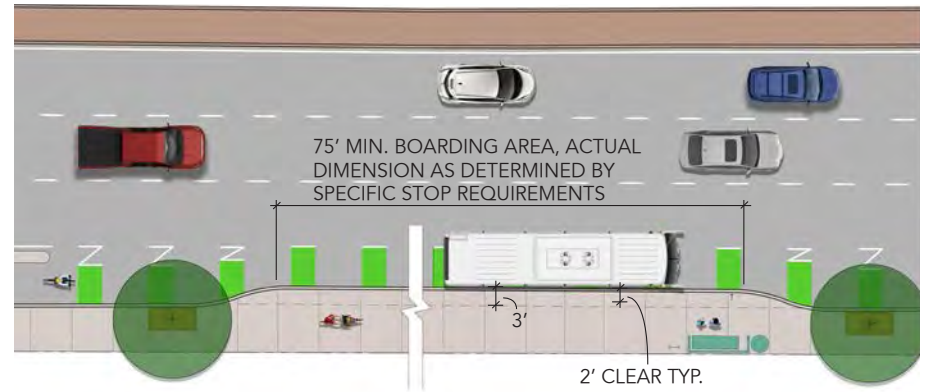 75' MIN. BOARDING AREA, ACTUAL
DIMENSION AS DETERMINED BY
SPECIFIC STOP REQUIREMENTS
3'
2' CLEAR TYP.